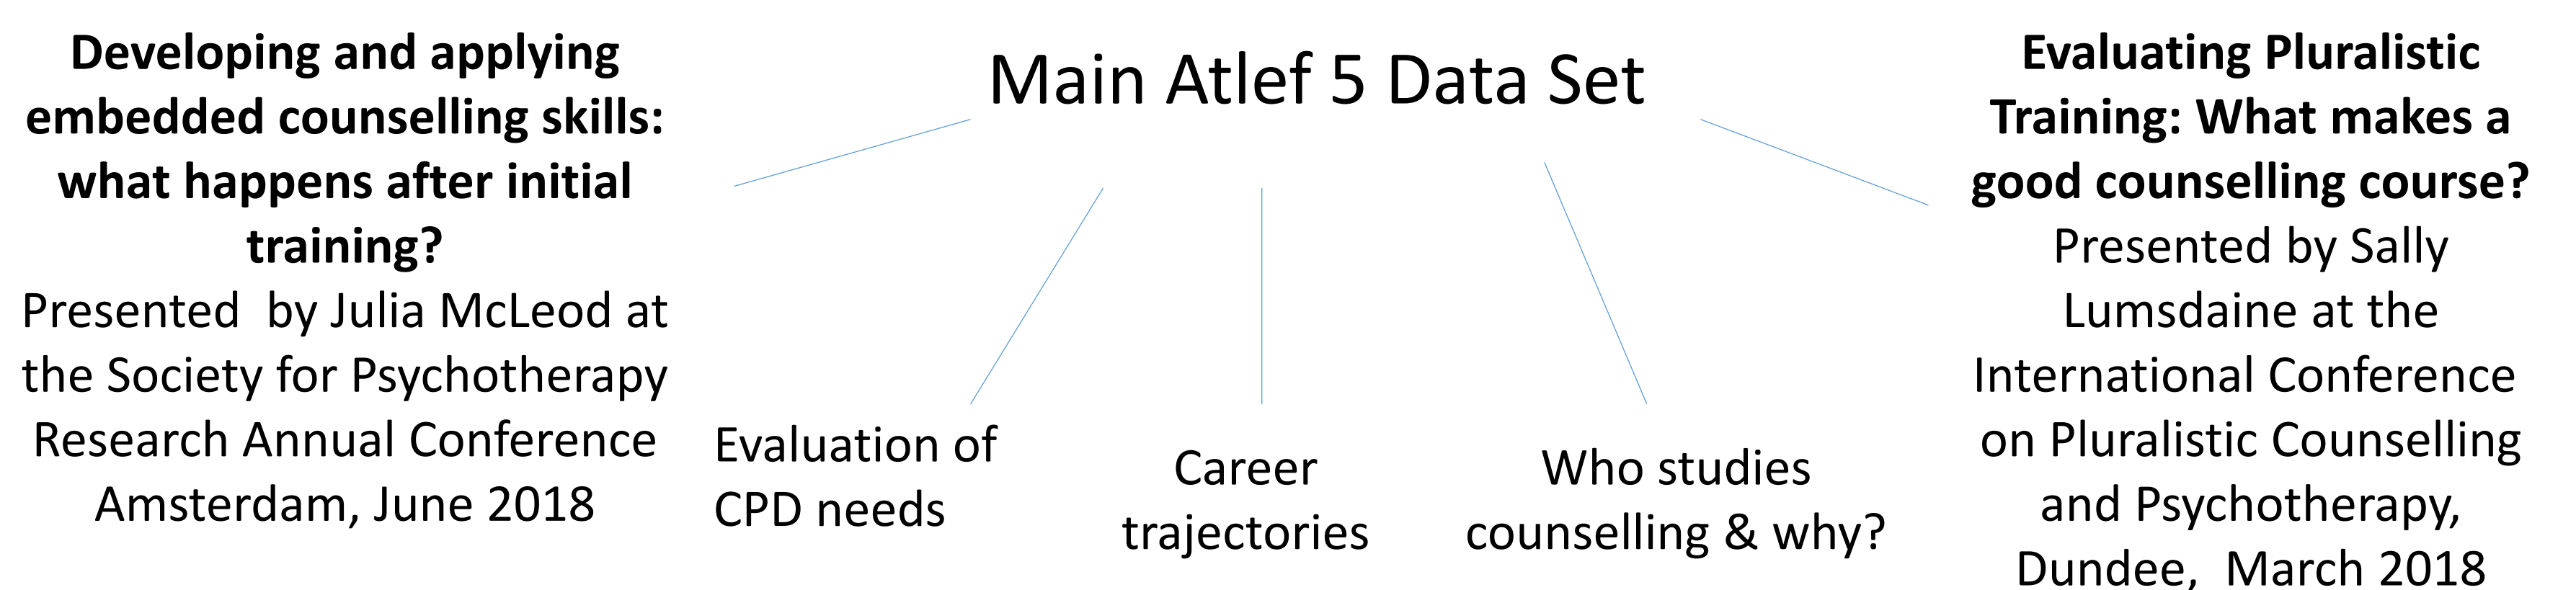 Developing and applying
embedded counselling skills:
what happens after initial
training?
Presented  by Julia McLeod at
the Society for Psychotherapy
Research Annual Conference
Amsterdam, June 2018
Main Atlef 5 Data Set
Evaluation of
CPD needs
Career
trajectories
Who studies
counselling & why?
Evaluating Pluralistic
Training: What makes a
good counselling course?
Presented by Sally
Lumsdaine at the
International Conference
on Pluralistic Counselling
and Psychotherapy,
Dundee,  March 2018